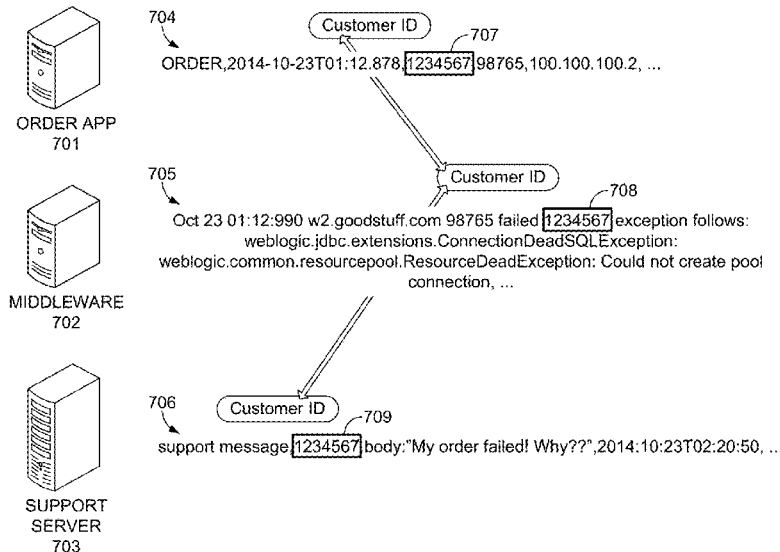 704
Customer ID
707
ORDER,2014-10-23T01:12.878,1234567,98765,100.100.100.2, ...
ORDER APP
701
Customer ID
705
708
Oct 23 01:12:990 w2.goodstuff.com 98765 failed 1234567 exception follows:
weblogic.jdbc.extensions.ConnectionDeadSQLException:
weblogic.common.resourcepool.ResourceDeadException: Could not create pool
connection, ...
MIDDLEWARE
702
Customer ID
706
709
support message,1234567,body:"My order failed! Why??",2014:10:23T02:20:50, ..
SUPPORT
SERVER
703